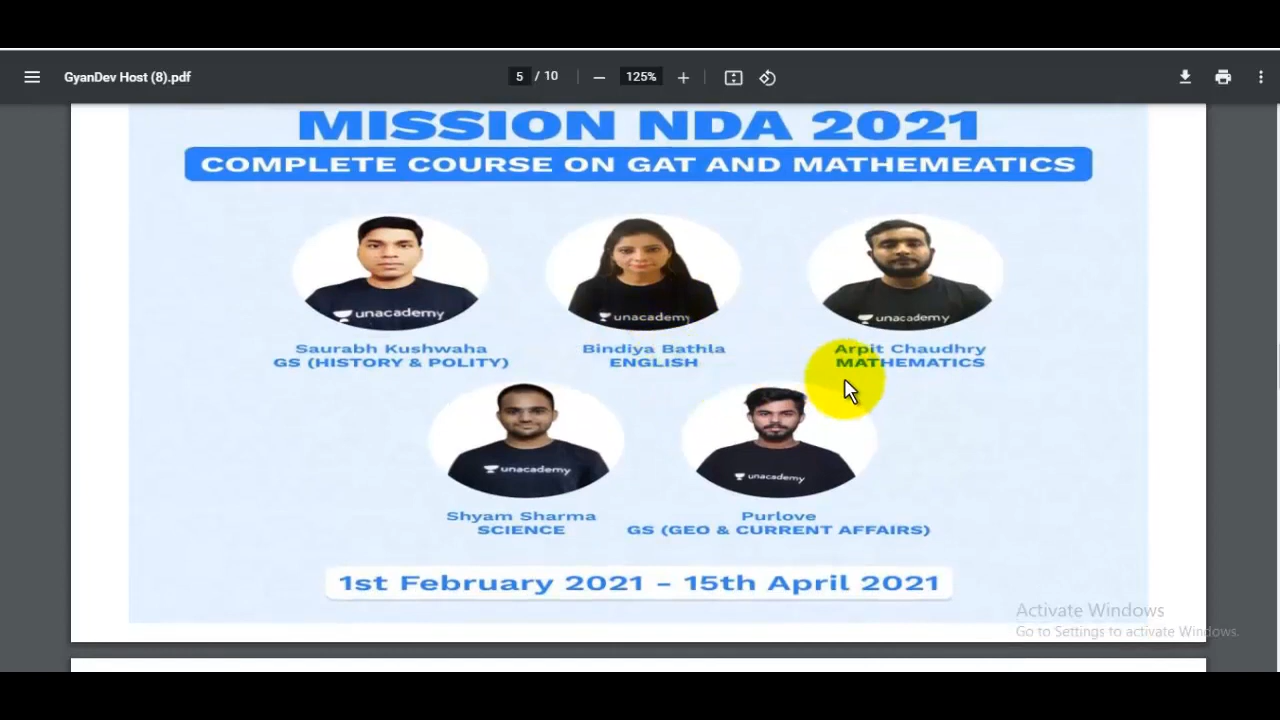 GyanDev Host (8).pdf
5 / 10
125%
MISSION NDA 2021
COMPLETE COURSE ON GAT AND MATHEMEATICS
unacademy
unacademy
unacademy
Saurabh Kushwaha
GS (HISTORY & POLITY)
Bindiya Bathla
ENGLISH
Arpit Chaudhry
MATHEMATICS
unacademy
unacademy
Shyam Sharma
SCIENCE
Purlove
GS (GEO & CURRENT AFFAIRS)
1st February 2021 - 15th April 2021
Activate Windows
Go to Settings to activate Windows.